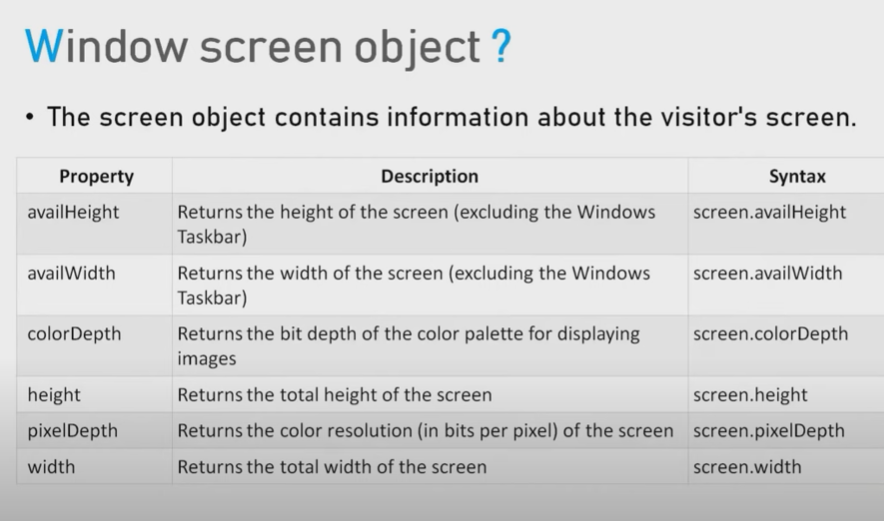 Window screen object ?
• The screen object contains information about the visitor's screen.
Property Description Syntax
availHeight Returns the height of the screen (excluding the Windows Taskbar) screen.availHeight
availWidth Returns the width of the screen (excluding the Windows Taskbar) screen.availWidth
colorDepth Returns the bit depth of the color palette for displaying images screen.colorDepth
height Returns the total height of the screen screen.height
pixelDepth Returns the color resolution (in bits per pixel) of the screen screen.pixelDepth
width Returns the total width of the screen screen.width